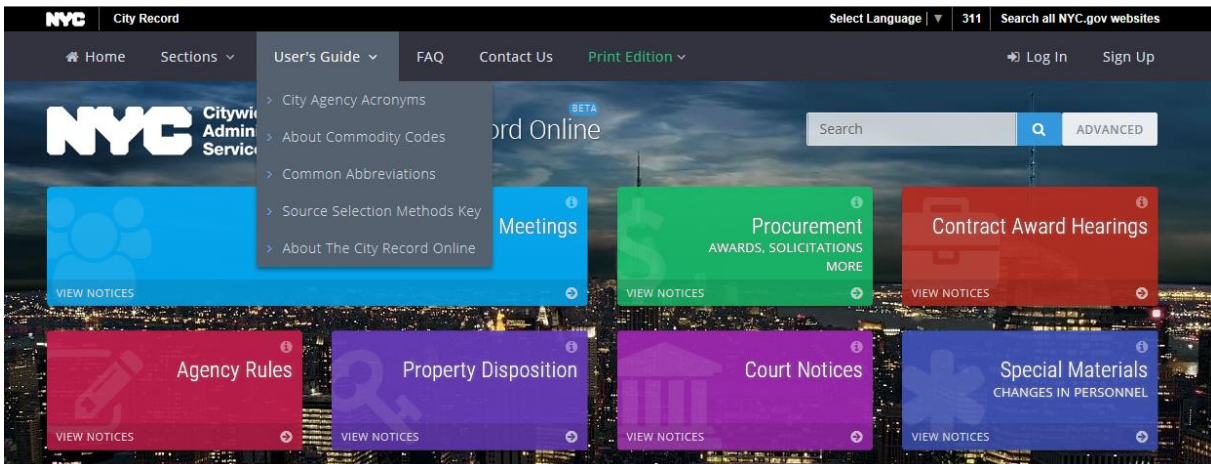 NYC City Record Select Language ▼ 311 Search all NYC.gov websites
Home Sections User's Guide FAQ Contact Us Print Edition Log In Sign Up
City Agency Acronyms
About Commodity Codes
Common Abbreviations
Source Selection Methods Key
About The City Record Online
NYC
Online
BETA
Search ADVANCED
Meetings
VIEW NOTICES
Procurement
AWARDS, SOLICITATIONS
MORE
VIEW NOTICES
Contract Award Hearings
VIEW NOTICES
Agency Rules
VIEW NOTICES
Property Disposition
VIEW NOTICES
Court Notices
VIEW NOTICES
Special Materials
CHANGES IN PERSONNEL
VIEW NOTICES